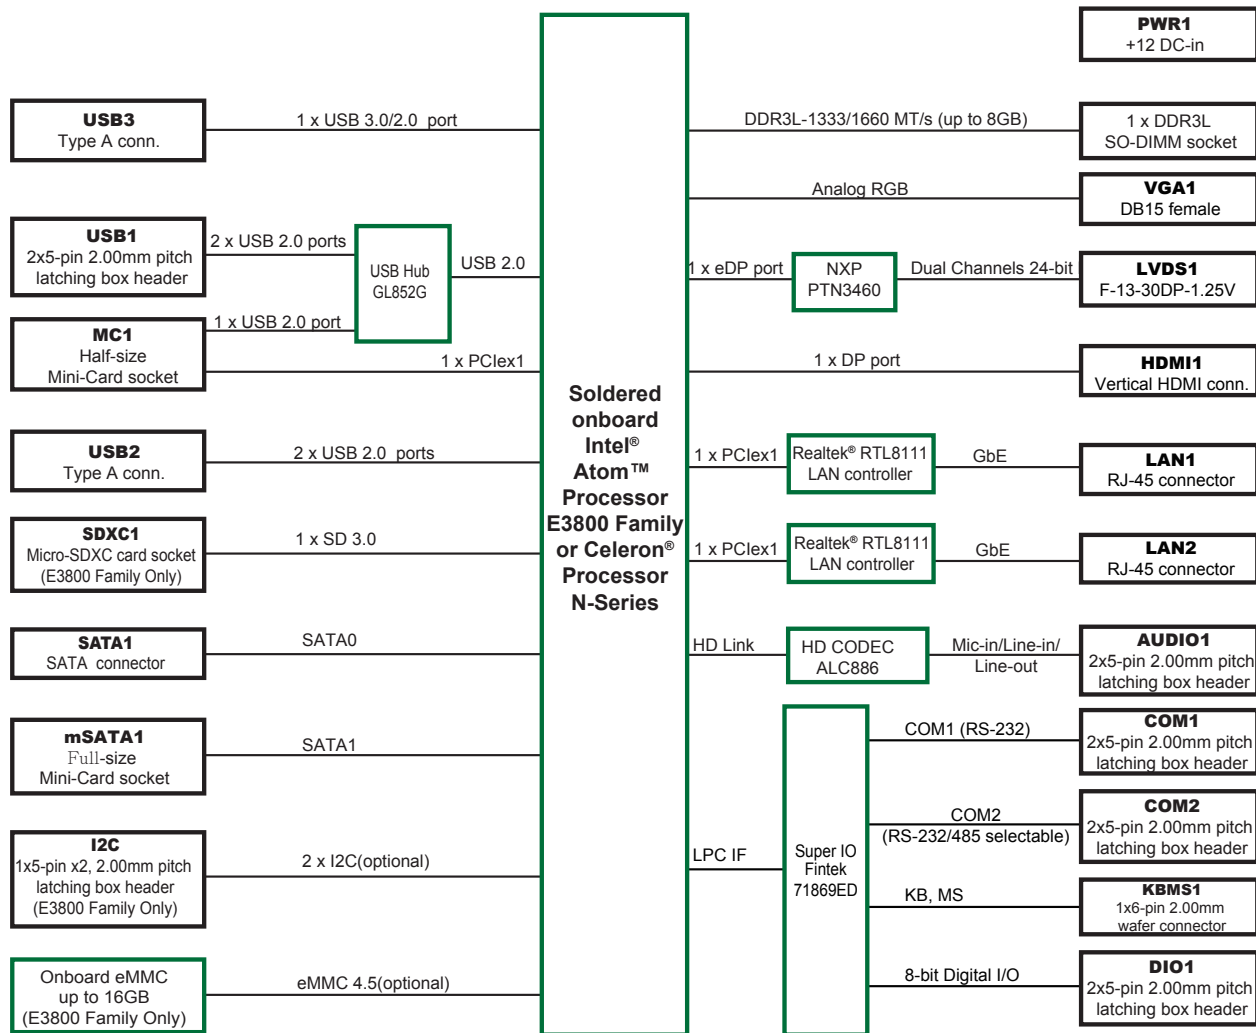 PWR1
+12 DC-in
USB3
Type A conn.
1 x USB 3.0/2.0 port
DDR3L-1333/1660 MT/s (up to 8GB)
1 x DDR3L
SO-DIMM socket
Analog RGB
VGA1
DB15 female
USB1
2x5-pin 2.00mm pitch
latching box header
2 x USB 2.0 ports
USB Hub
GL852G
USB 2.0
1 x eDP port
NXP
PTN3460
Dual Channels 24-bit
LVDS1
F-13-30DP-1.25V
MC1
Half-size
Mini-Card socket
1 x USB 2.0 port
1 x PCIex1
1 x DP port
HDMI1
Vertical HDMI conn.
Soldered
onboard
Intel®
Atom™
Processor
E3800 Family
or Celeron®
Processor
N-Series
USB2
Type A conn.
2 x USB 2.0 ports
1 x PCIex1
Realtek® RTL8111
LAN controller
GbE
LAN1
RJ-45 connector
SDXC1
Micro-SDXC card socket
(E3800 Family Only)
1 x SD 3.0
1 x PCIex1
Realtek® RTL8111
LAN controller
GbE
LAN2
RJ-45 connector
SATA1
SATA connector
SATA0
HD Link
HD CODEC
ALC886
Mic-in/Line-in/
Line-out
AUDIO1
2x5-pin 2.00mm pitch
latching box header
mSATA1
Full-size
Mini-Card socket
SATA1
COM1 (RS-232)
COM1
2x5-pin 2.00mm pitch
latching box header
COM2
(RS-232/485 selectable)
COM2
2x5-pin 2.00mm pitch
latching box header
I2C
1x5-pin x2, 2.00mm pitch
latching box header
(E3800 Family Only)
2 x I2C(optional)
LPC IF
Super IO
Fintek
71869ED
KB, MS
KBMS1
1x6-pin 2.00mm
wafer connector
Onboard eMMC
up to 16GB
(E3800 Family Only)
eMMC 4.5(optional)
8-bit Digital I/O
DIO1
2x5-pin 2.00mm pitch
latching box header